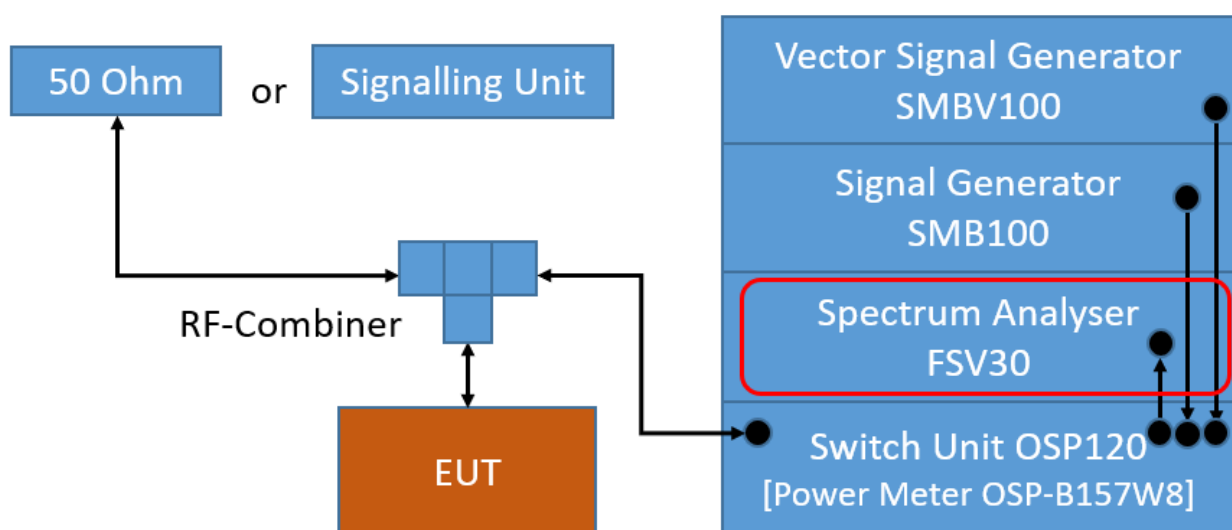 50 Ohm
or
Signalling Unit
RF-Combiner
EUT
Vector Signal Generator
SMBV100
Signal Generator
SMB100
Spectrum Analyser
FSV30
Switch Unit OSP120
[Power Meter OSP-B157W8]